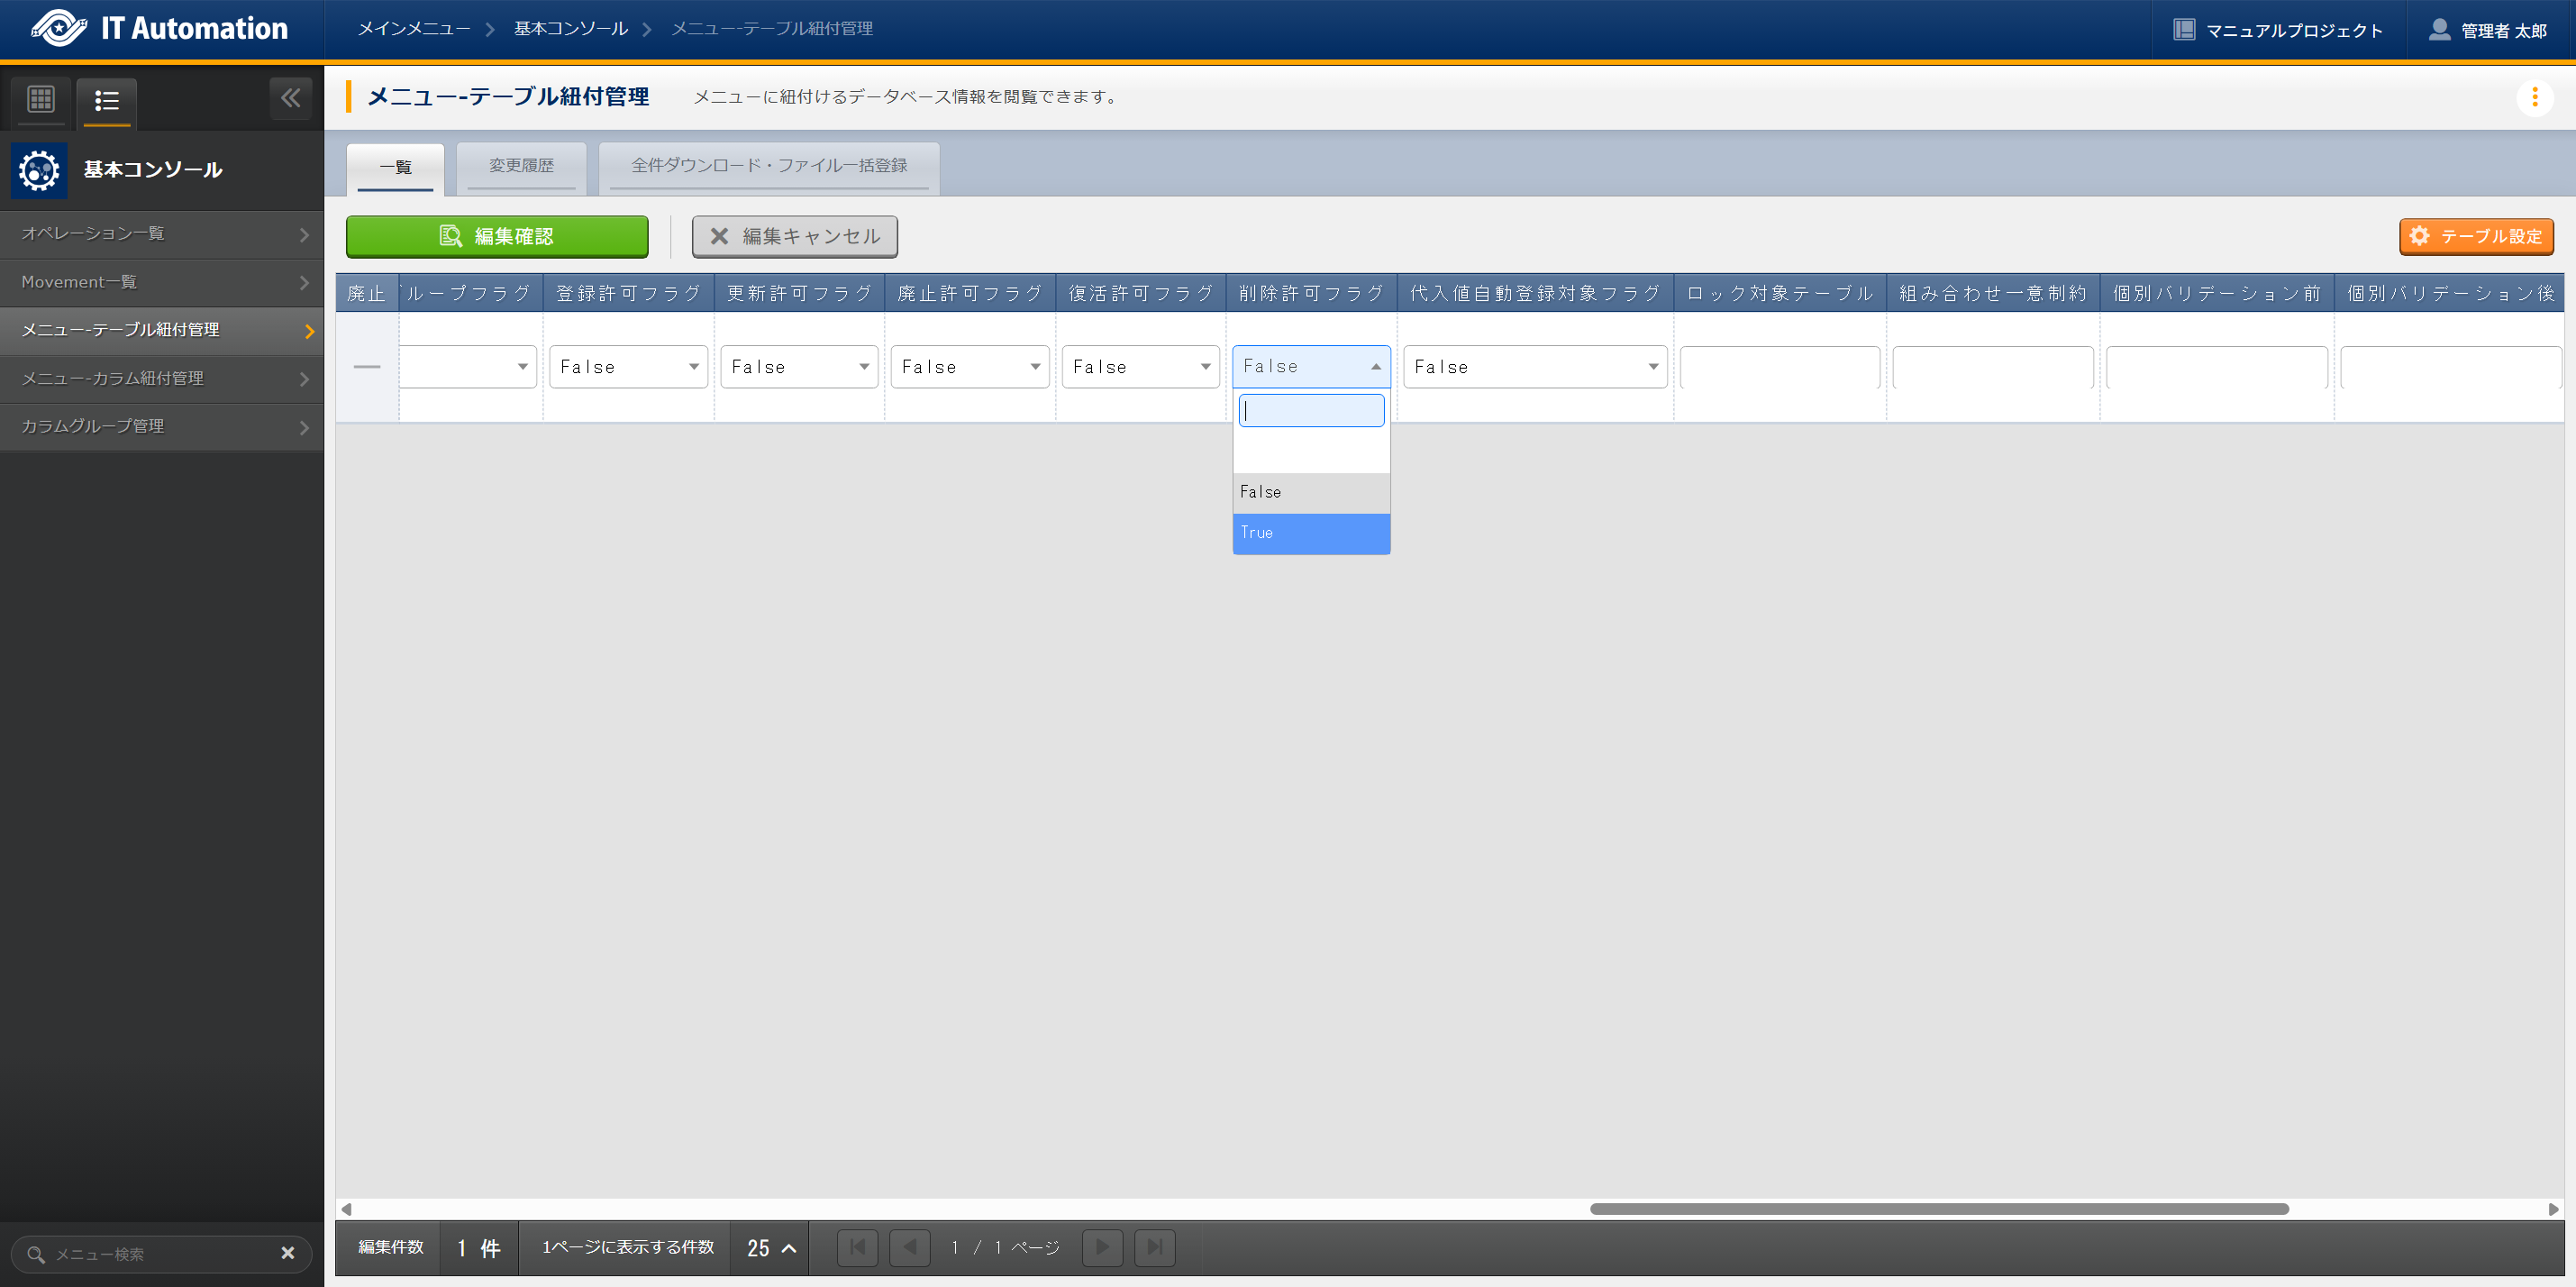 IT Automation
メインメニュー
基本コンソール
メニュー-テーブル紐付管理
マニュアルプロジェクト
管理者 太郎
メニュー-テーブル紐付管理
メニューに紐付けるデータベース情報を閲覧できます。
基本コンソール
オペレーション一覧
Movement一覧
メニュー-テーブル紐付管理
メニュー-カラム紐付管理
カラムグループ管理
メニュー検索
一覧
変更履歴
全件ダウンロード・ファイル一括登録
編集確認
編集キャンセル
テーブル設定
廃止
ループフラグ
登録許可フラグ
更新許可フラグ
廃止許可フラグ
復活許可フラグ
削除許可フラグ
代入値自動登録対象フラグ
ロック対象テーブル
組み合わせ一意制約
個別バリデーション前
個別バリデーション後
False
False
False
False
False
False
False
True
編集件数
1 件
1ページに表示する件数
25
1 / 1 ページ